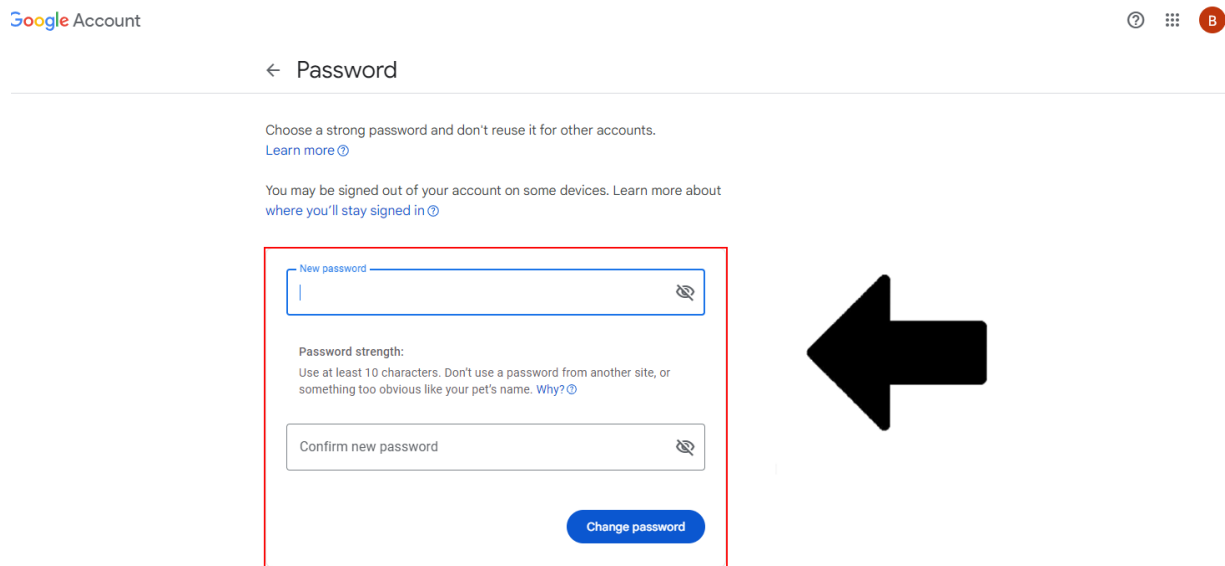 Google Account
B
Password
Choose a strong password and don't reuse it for other accounts.
Learn more
You may be signed out of your account on some devices. Learn more about
where you'll stay signed in
New password
Password strength:
Use at least 10 characters. Don't use a password from another site, or
something too obvious like your pet's name. Why?
Confirm new password
Change password